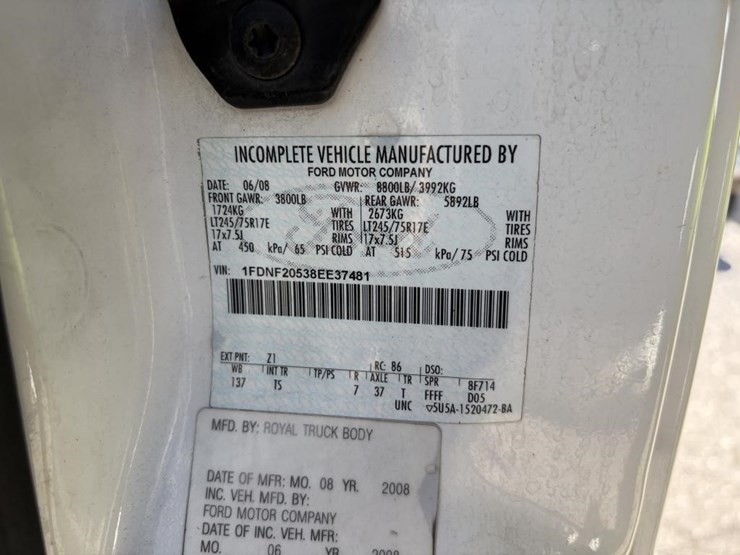 INCOMPLETE VEHICLE MANUFACTURED BY
FORD MOTOR COMPANY
DATE: 06/08 GVWR: 8800LB/ 3992KG
FRONT GAWR: 3800LB REAR GAWR: 5892LB
1724KG WITH 2673KG WITH
LT245/75R17E TIRES LT245/75R17E TIRES
17x7.5J RIMS 17x7.5J RIMS
AT 450 kPa/ 65 PSI COLD AT 515 kPa/ 75 PSI COLD
VIN: 1FDNF20538EE37481
EXT PNT: Z1 RC: 86 DSO:
WB INT TR TP/PS R AXLE TR SPR 8F714
137 TS 7 37 T FFFF D05
UNC ▽5U5A-1520472-BA
MFD. BY: ROYAL TRUCK BODY
DATE OF MFR: MO. 08 YR. 2008
INC. VEH. MFD. BY:
FORD MOTOR COMPANY
DATE OF INC. VEH. MFR:
MO. 06 YR 2008